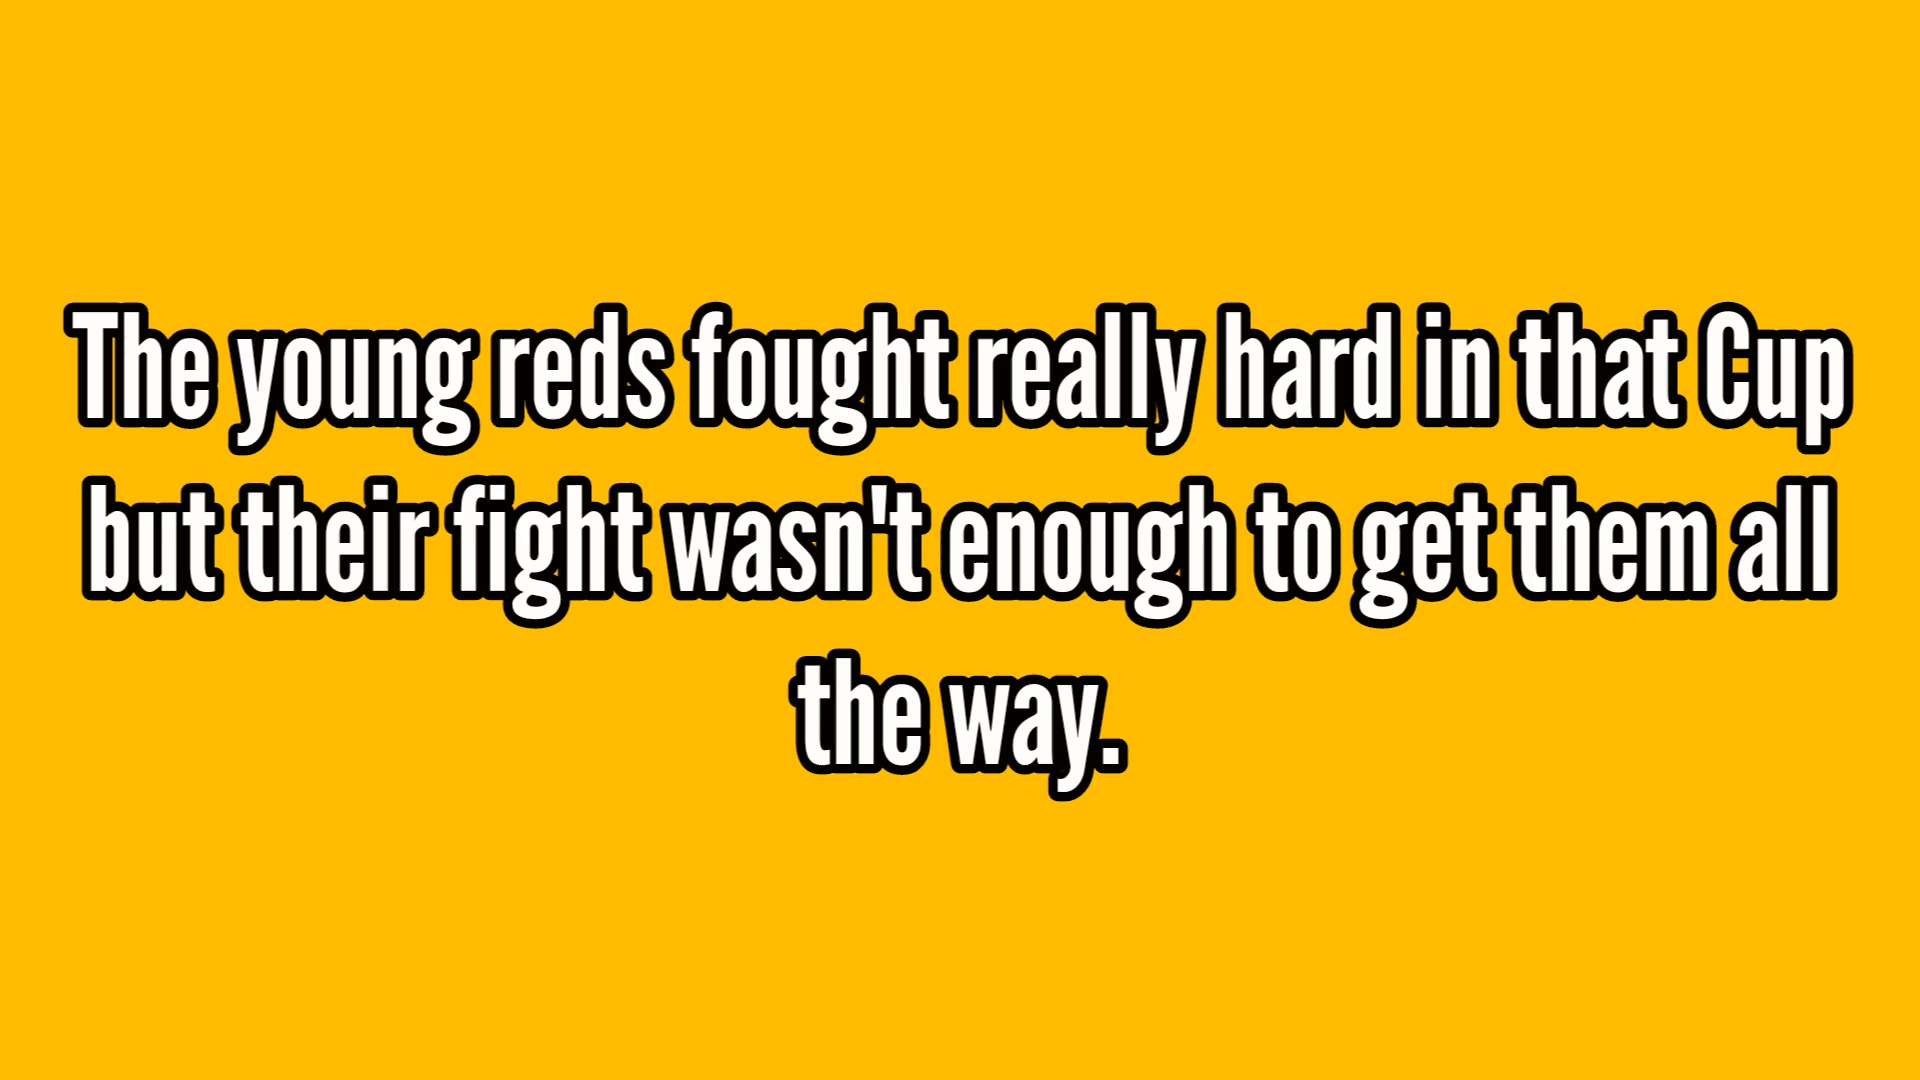 The young reds fought really hard in that Cup
but their fight wasn't enough to get them all
the way.